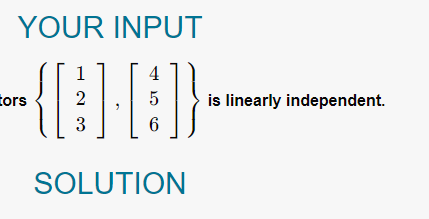 YOUR INPUT
tors { [ 1 2 3 ] , [ 4 5 6 ] } is linearly independent.
SOLUTION